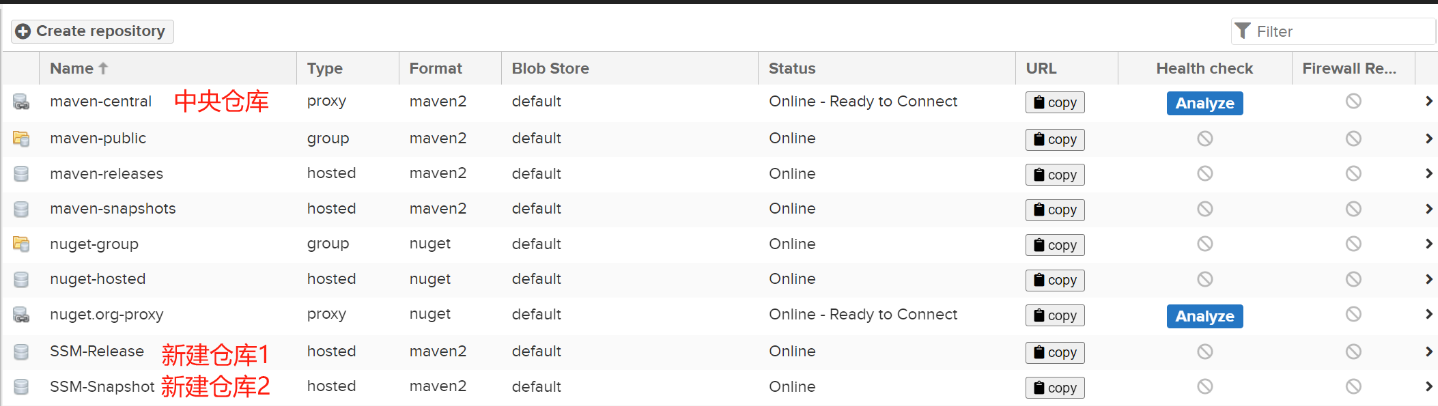 Create repository Filter
Name Type Format Blob Store Status URL Health check Firewall Re...
maven-central 中央仓库 proxy maven2 default Online - Ready to Connect copy Analyze
maven-public group maven2 default Online copy
maven-releases hosted maven2 default Online copy
maven-snapshots hosted maven2 default Online copy
nuget-group group nuget default Online copy
nuget-hosted hosted nuget default Online copy
nuget.org-proxy proxy nuget default Online - Ready to Connect copy Analyze
SSM-Release 新建仓库1 hosted maven2 default Online copy
SSM-Snapshot 新建仓库2 hosted maven2 default Online copy